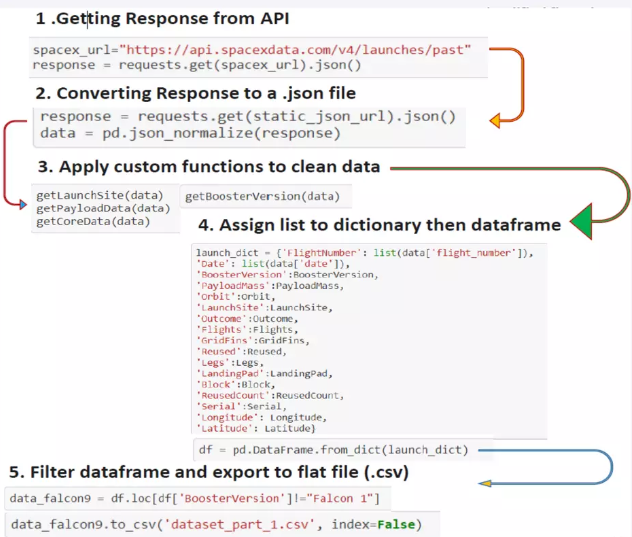 1 .Getting Response from API
spacex_url="https://api.spacexdata.com/v4/launches/past"
response = requests.get(spacex_url).json()
2. Converting Response to a .json file
response = requests.get(static_json_url).json()
data = pd.json_normalize(response)
3. Apply custom functions to clean data
getLaunchSite(data)
getPayloadData(data)
getCoreData(data)
getBoosterVersion(data)
4. Assign list to dictionary then dataframe
launch_dict = {'FlightNumber': list(data['flight_number']),
'Date': list(data['date']),
'BoosterVersion':BoosterVersion,
'PayloadMass':PayloadMass,
'Orbit':Orbit,
'LaunchSite':LaunchSite,
'Outcome':Outcome,
'Flights':Flights,
'GridFins':GridFins,
'Reused':Reused,
'Legs':Legs,
'LandingPad':LandingPad,
'Block':Block,
'ReusedCount':ReusedCount,
'Serial':Serial,
'Longitude': Longitude,
'Latitude': Latitude}
df = pd.DataFrame.from_dict(launch_dict)
5. Filter dataframe and export to flat file (.csv)
data_falcon9 = df.loc[df['BoosterVersion']!="Falcon 1"]
data_falcon9.to_csv('dataset_part_1.csv', index=False)